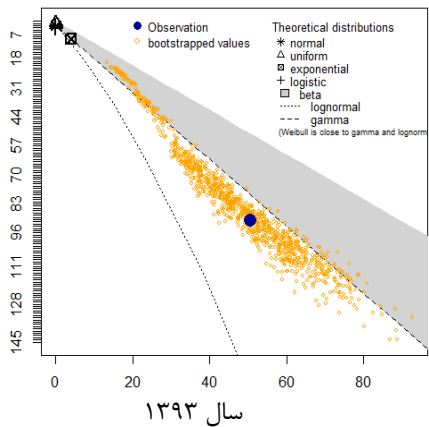 Observation
bootstrapped values
Theoretical distributions
normal
uniform
exponential
logistic
beta
lognormal
gamma
(Weibull is close to gamma and lognorm
7
18
31
44
57
70
83
96
111
128
145
0 20 40 60 80
سال ۱۳۹۳